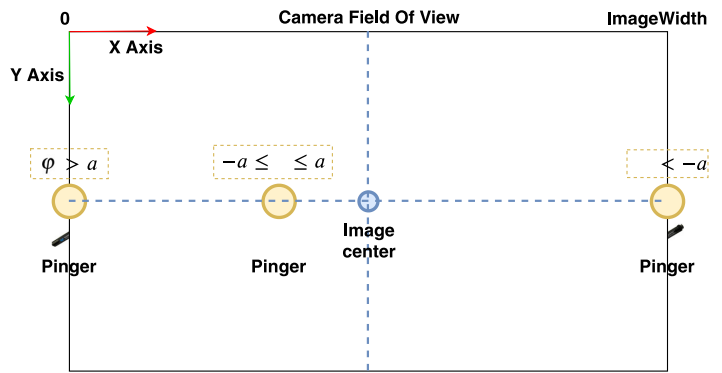 0
Camera Field Of View
ImageWidth
X Axis
Y Axis
φ > a
−a ≤ ≤ a
< −a
Image
center
Pinger
Pinger
Pinger